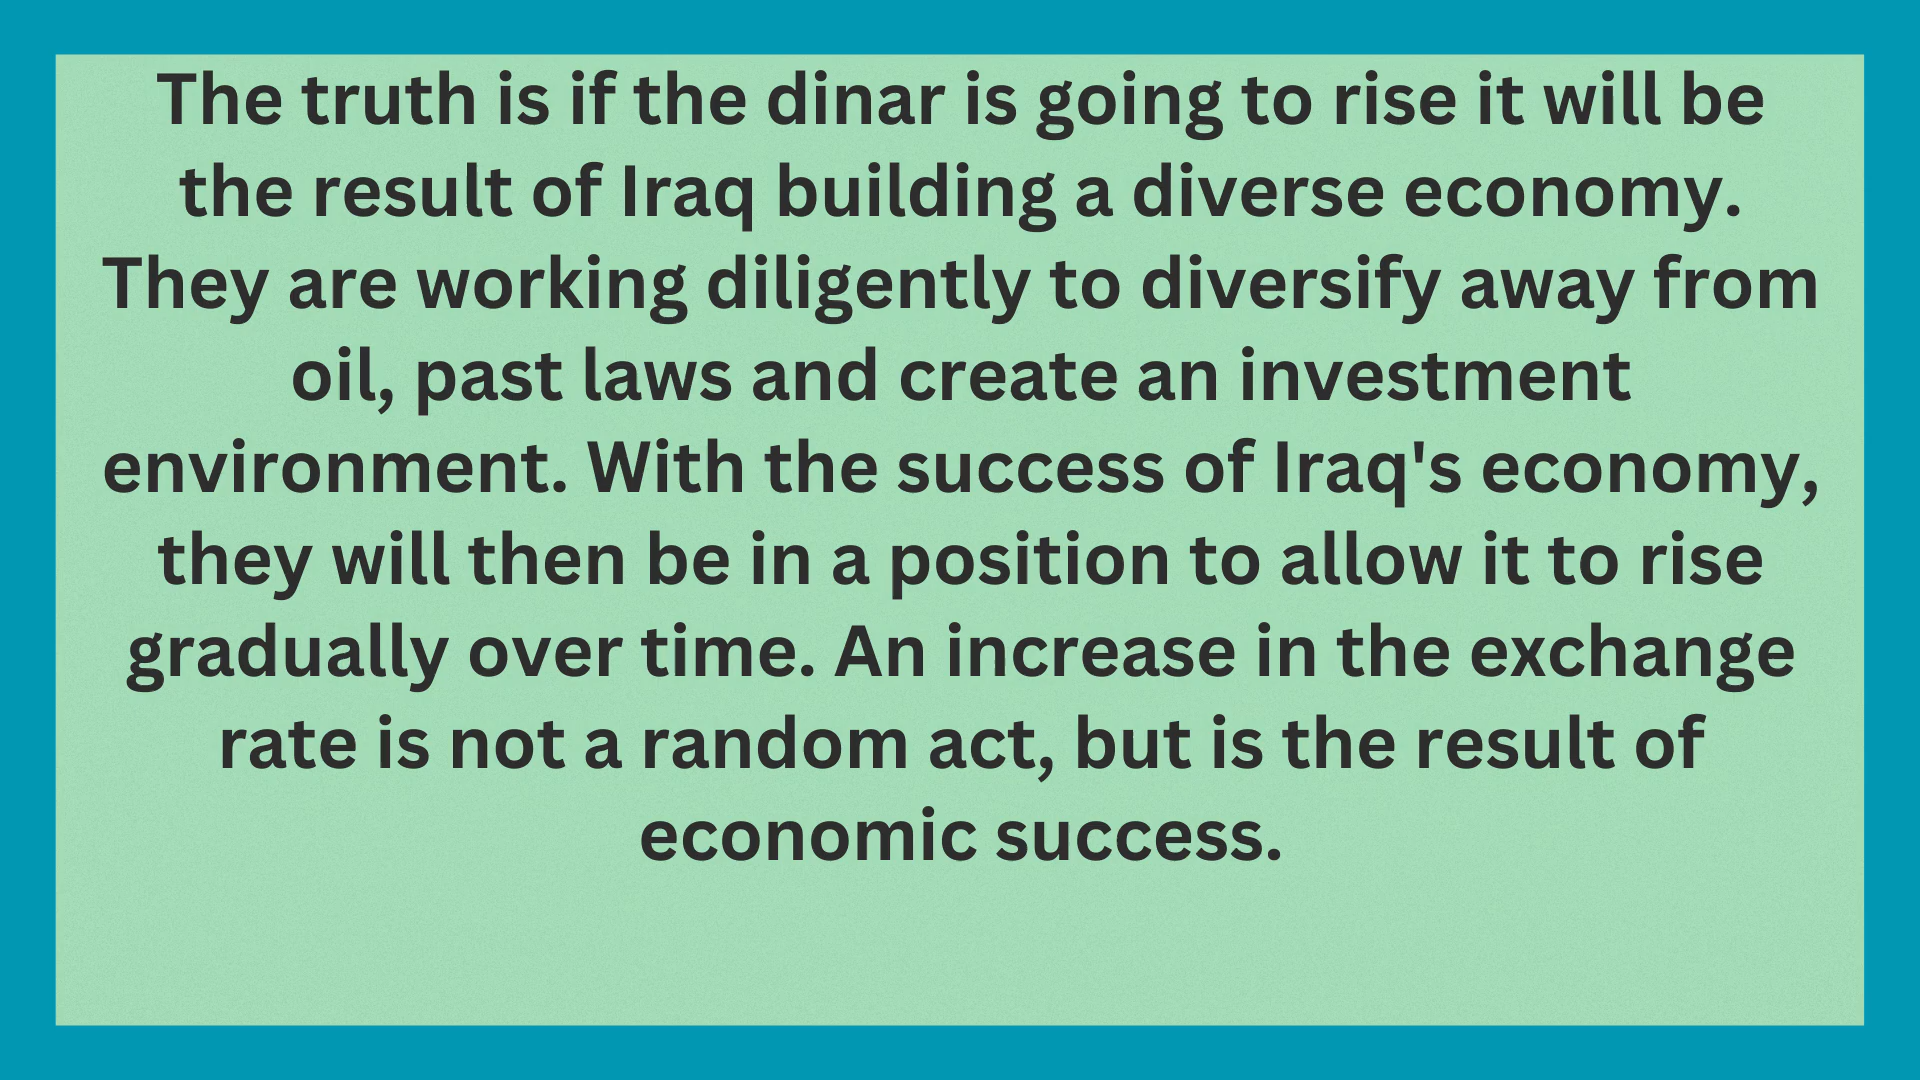 The truth is if the dinar is going to rise it will be
the result of Iraq building a diverse economy.
They are working diligently to diversify away from
oil, past laws and create an investment
environment. With the success of Iraq's economy,
they will then be in a position to allow it to rise
gradually over time. An increase in the exchange
rate is not a random act, but is the result of
economic success.